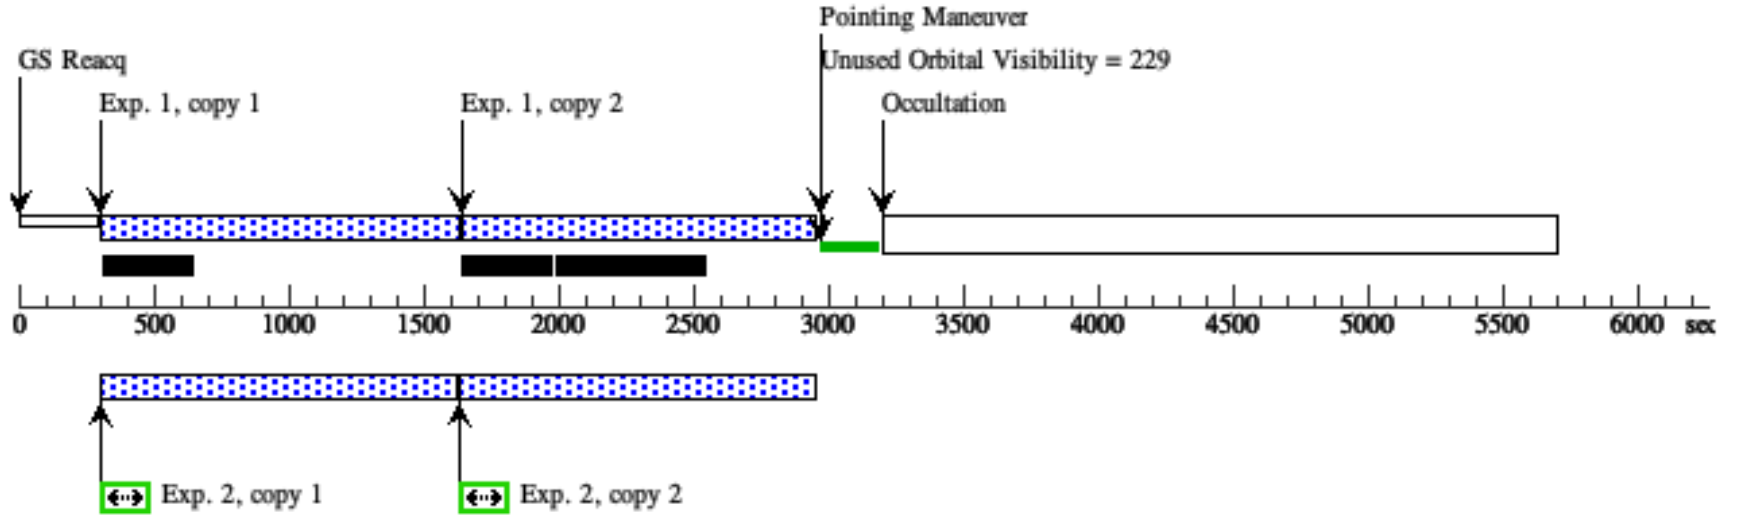 Pointing Maneuver
GS Reacq
Unused Orbital Visibility = 229
Exp. 1, copy 1
Exp. 1, copy 2
Occultation
0 500 1000 1500 2000 2500 3000 3500 4000 4500 5000 5500 6000 sec
Exp. 2, copy 1
Exp. 2, copy 2